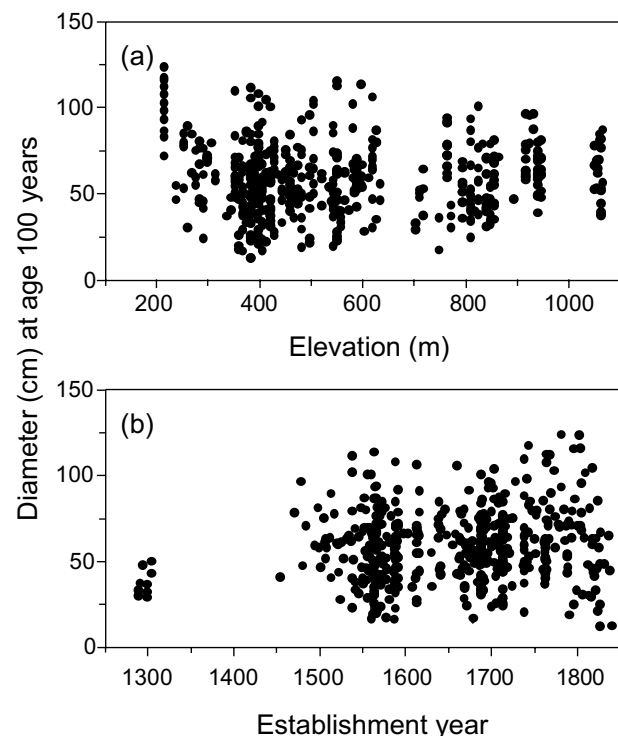 Diameter (cm) at age 100 years
(a)
150
100
50
0
200 400 600 800 1000
Elevation (m)
(b)
150
100
50
0
1300 1400 1500 1600 1700 1800
Establishment year